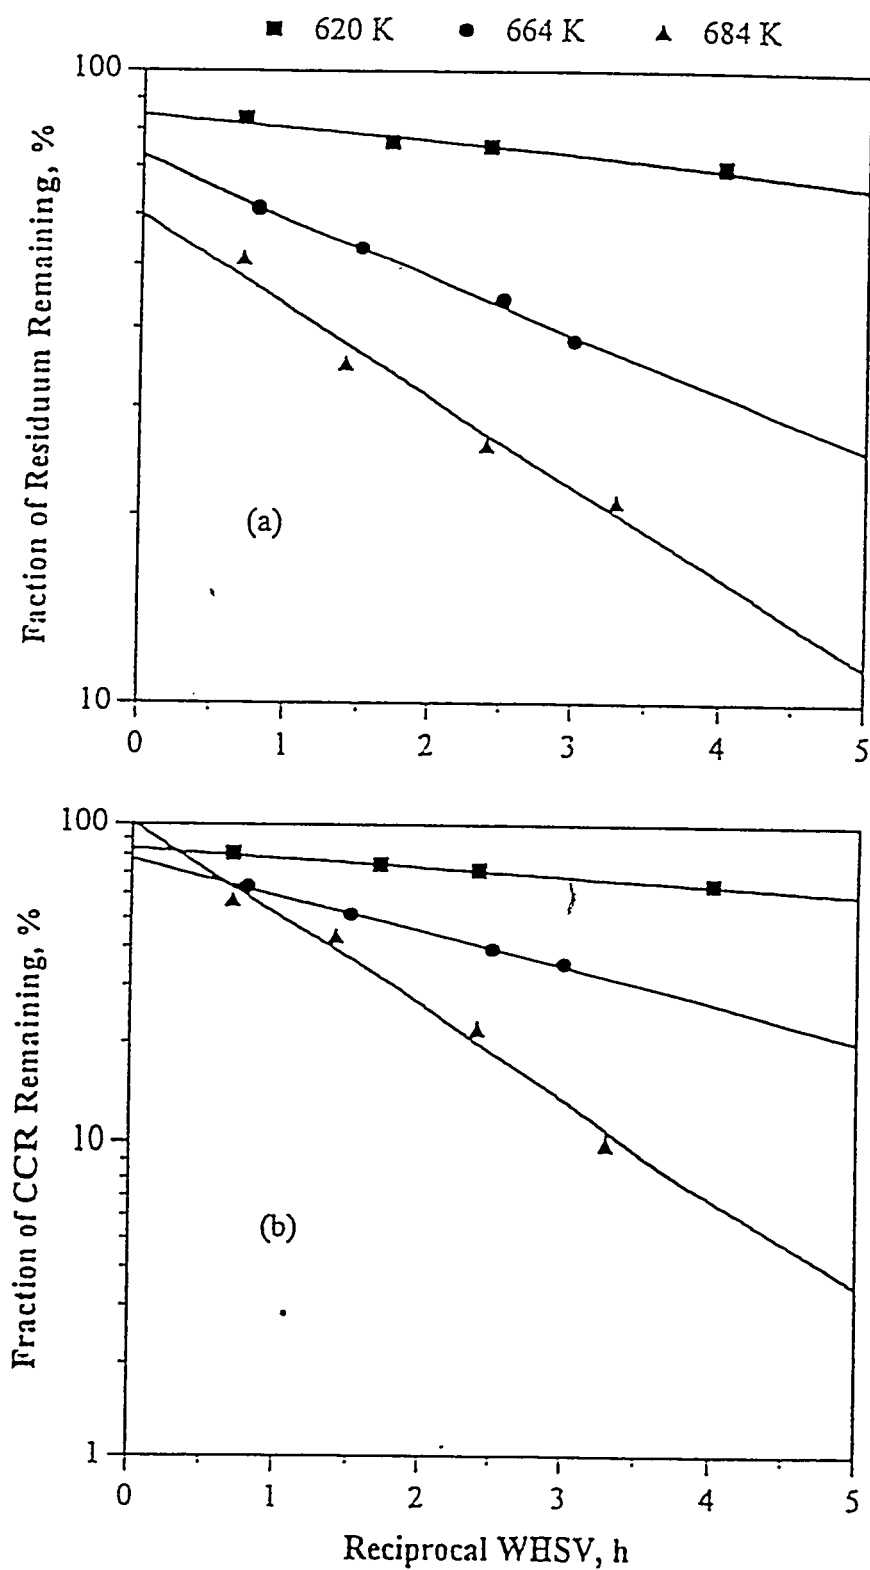 620 K 664 K 684 K
100
Faction of Residuum Remaining, %
(a)
10
0 1 2 3 4 5
100
Fraction of CCR Remaining, %
10
(b)
1
0 1 2 3 4 5
Reciprocal WHSV, h